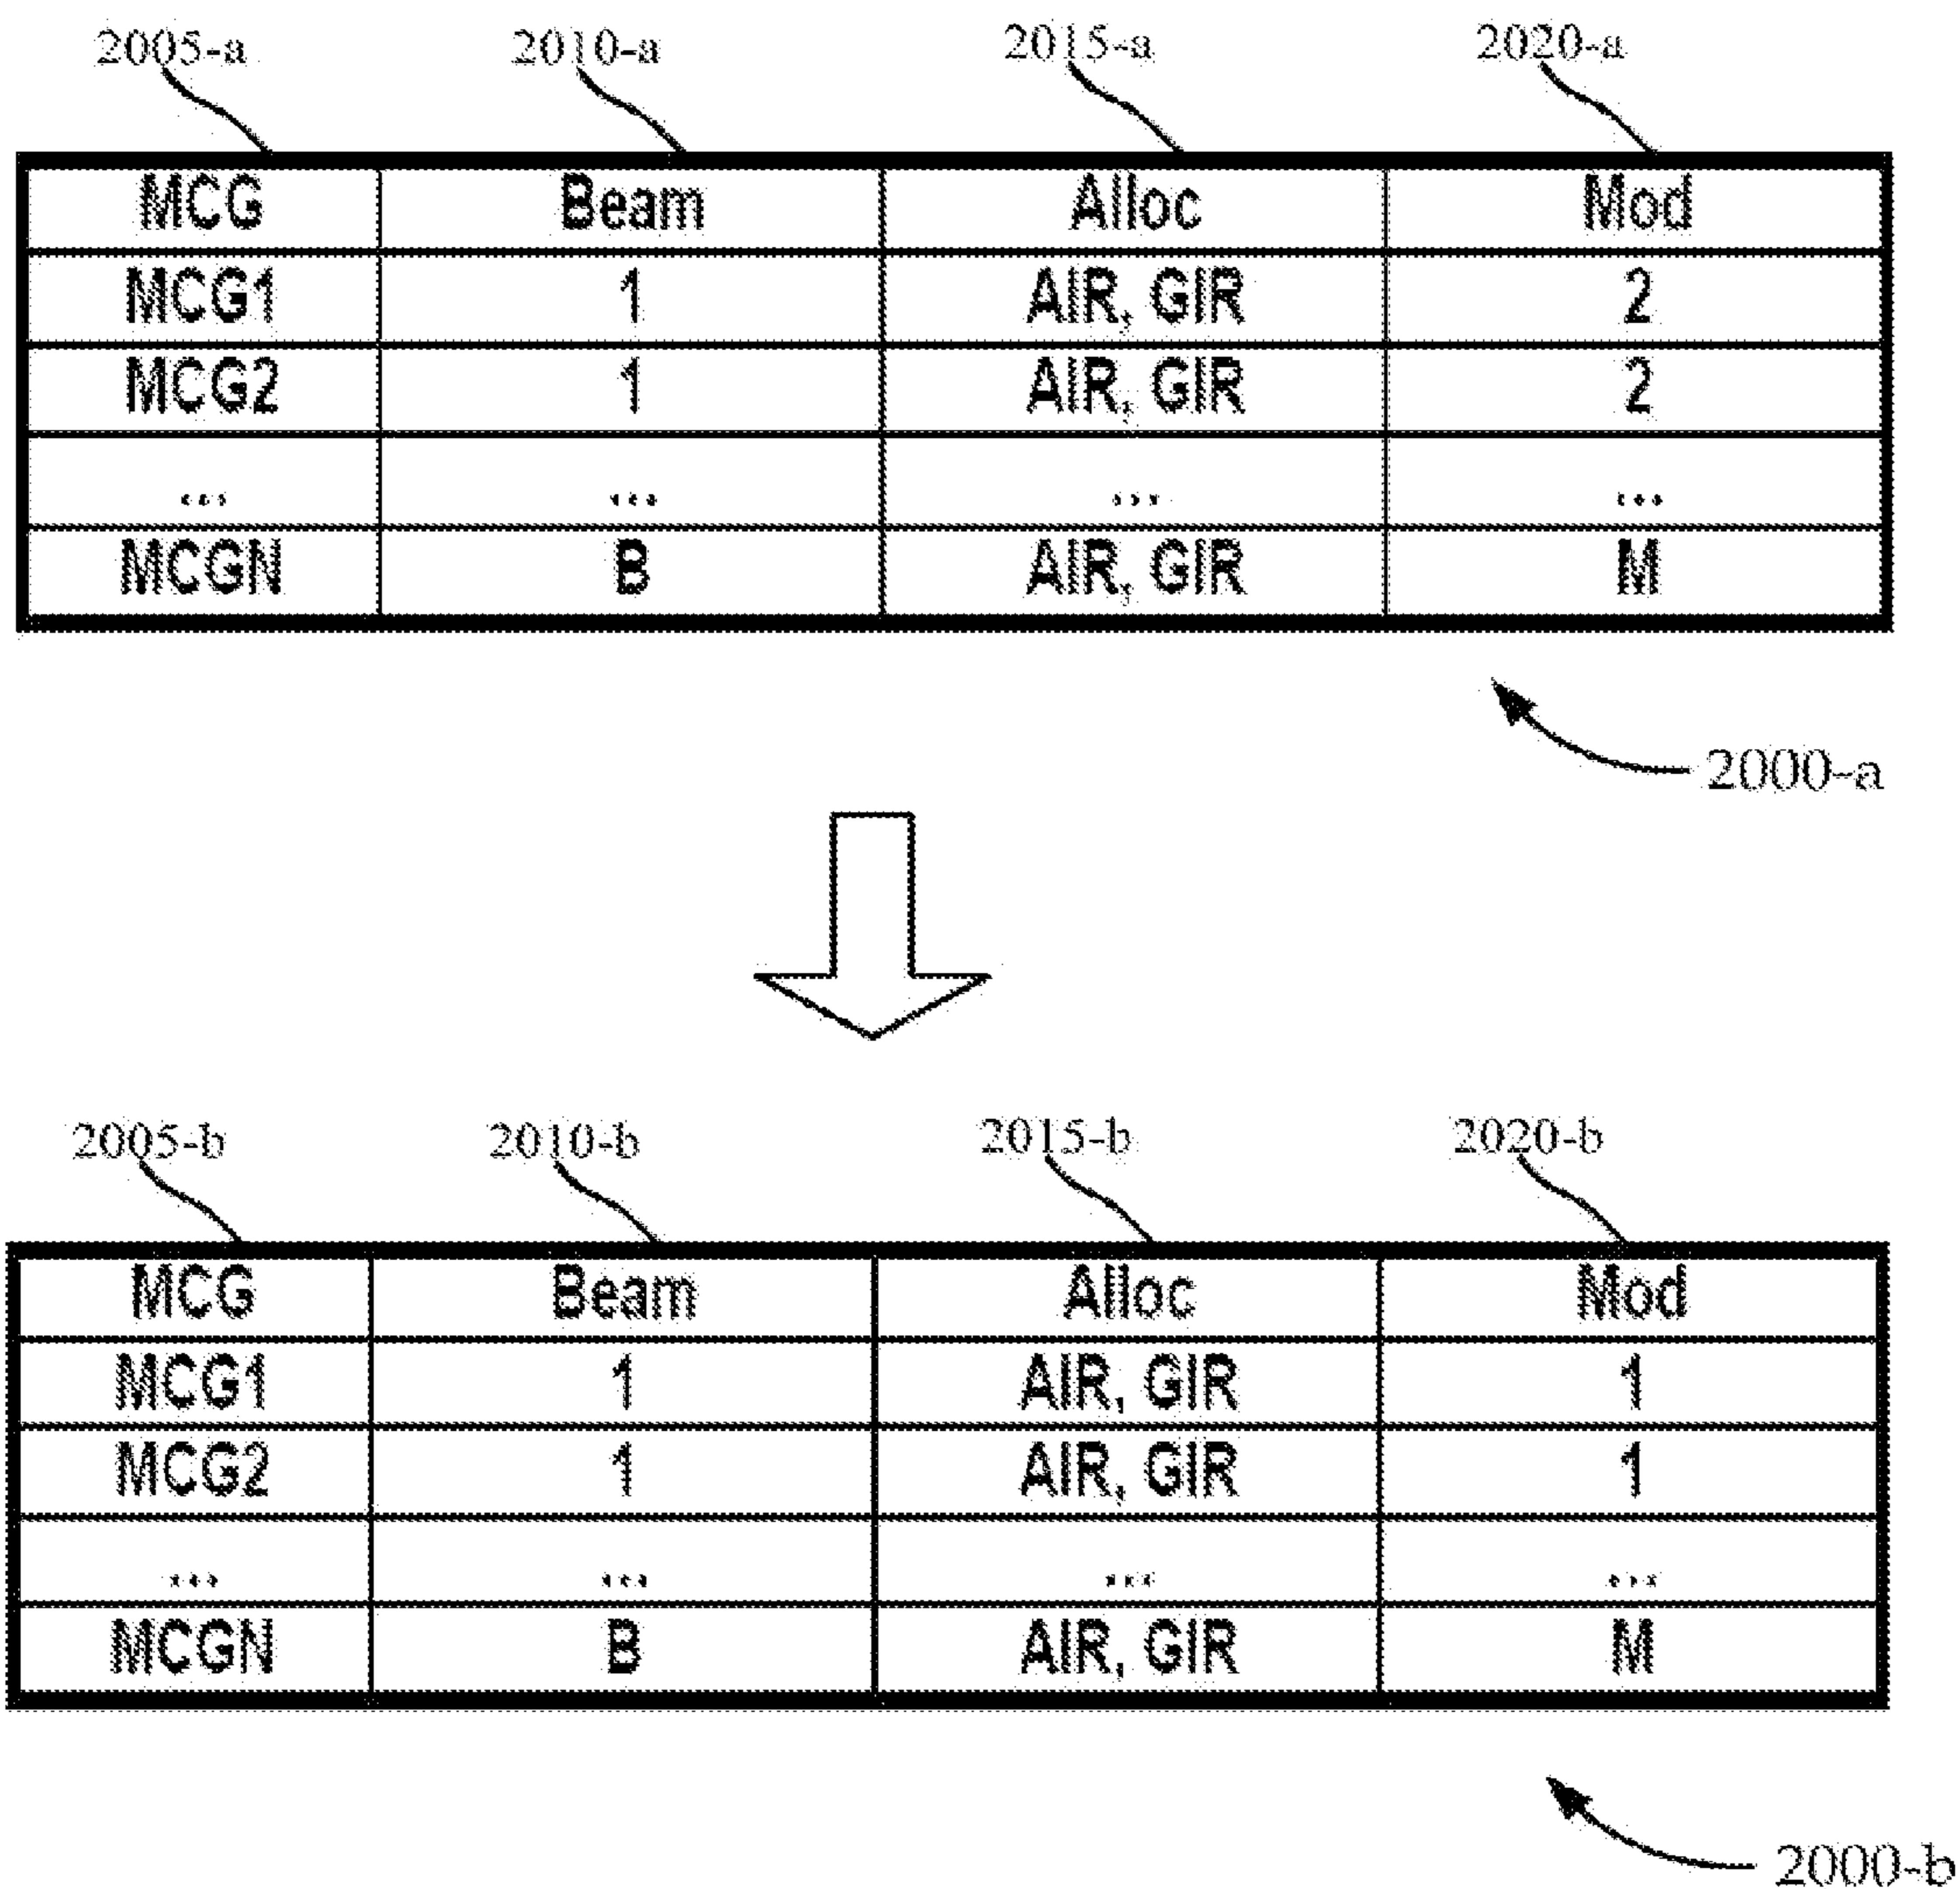 2005-a 2010-a 2015-a 2020-a
MCG Beam Alloc Mod
MCG1 1 AIR, GIR 2
MCG2 1 AIR, GIR 2
... ... ... ...
MCGN B AIR, GIR M
2000-a
2005-b 2010-b 2015-b 2020-b
MCG Beam Alloc Mod
MCG1 1 AIR, GIR 1
MCG2 1 AIR, GIR 1
... ... ... ...
MCGN B AIR, GIR M
2000-b